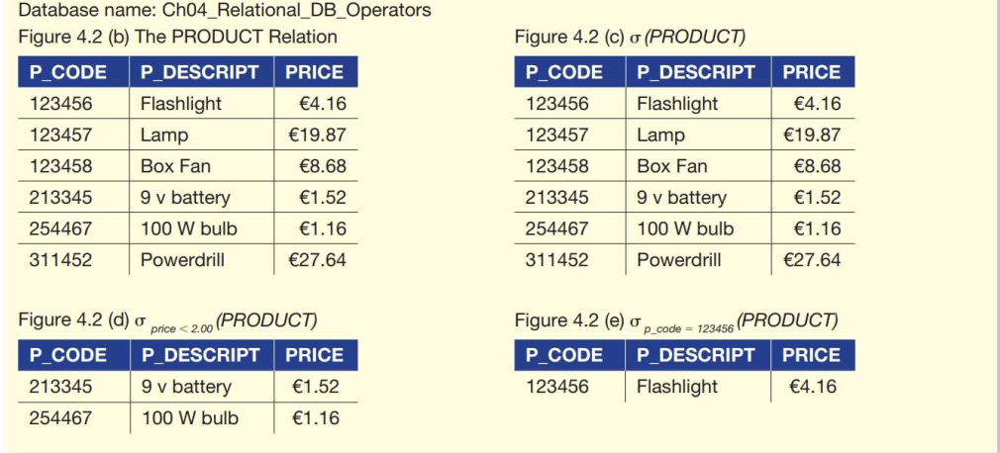 Database name: Ch04_Relational_DB_Operators
Figure 4.2 (b) The PRODUCT Relation
P_CODE P_DESCRIPT PRICE
123456 Flashlight €4.16
123457 Lamp €19.87
123458 Box Fan €8.68
213345 9 v battery €1.52
254467 100 W bulb €1.16
311452 Powerdrill €27.64
Figure 4.2 (c) σ (PRODUCT)
P_CODE P_DESCRIPT PRICE
123456 Flashlight €4.16
123457 Lamp €19.87
123458 Box Fan €8.68
213345 9 v battery €1.52
254467 100 W bulb €1.16
311452 Powerdrill €27.64
Figure 4.2 (d) σ price < 2.00 (PRODUCT)
P_CODE P_DESCRIPT PRICE
213345 9 v battery €1.52
254467 100 W bulb €1.16
Figure 4.2 (e) σ p_code = 123456 (PRODUCT)
P_CODE P_DESCRIPT PRICE
123456 Flashlight €4.16